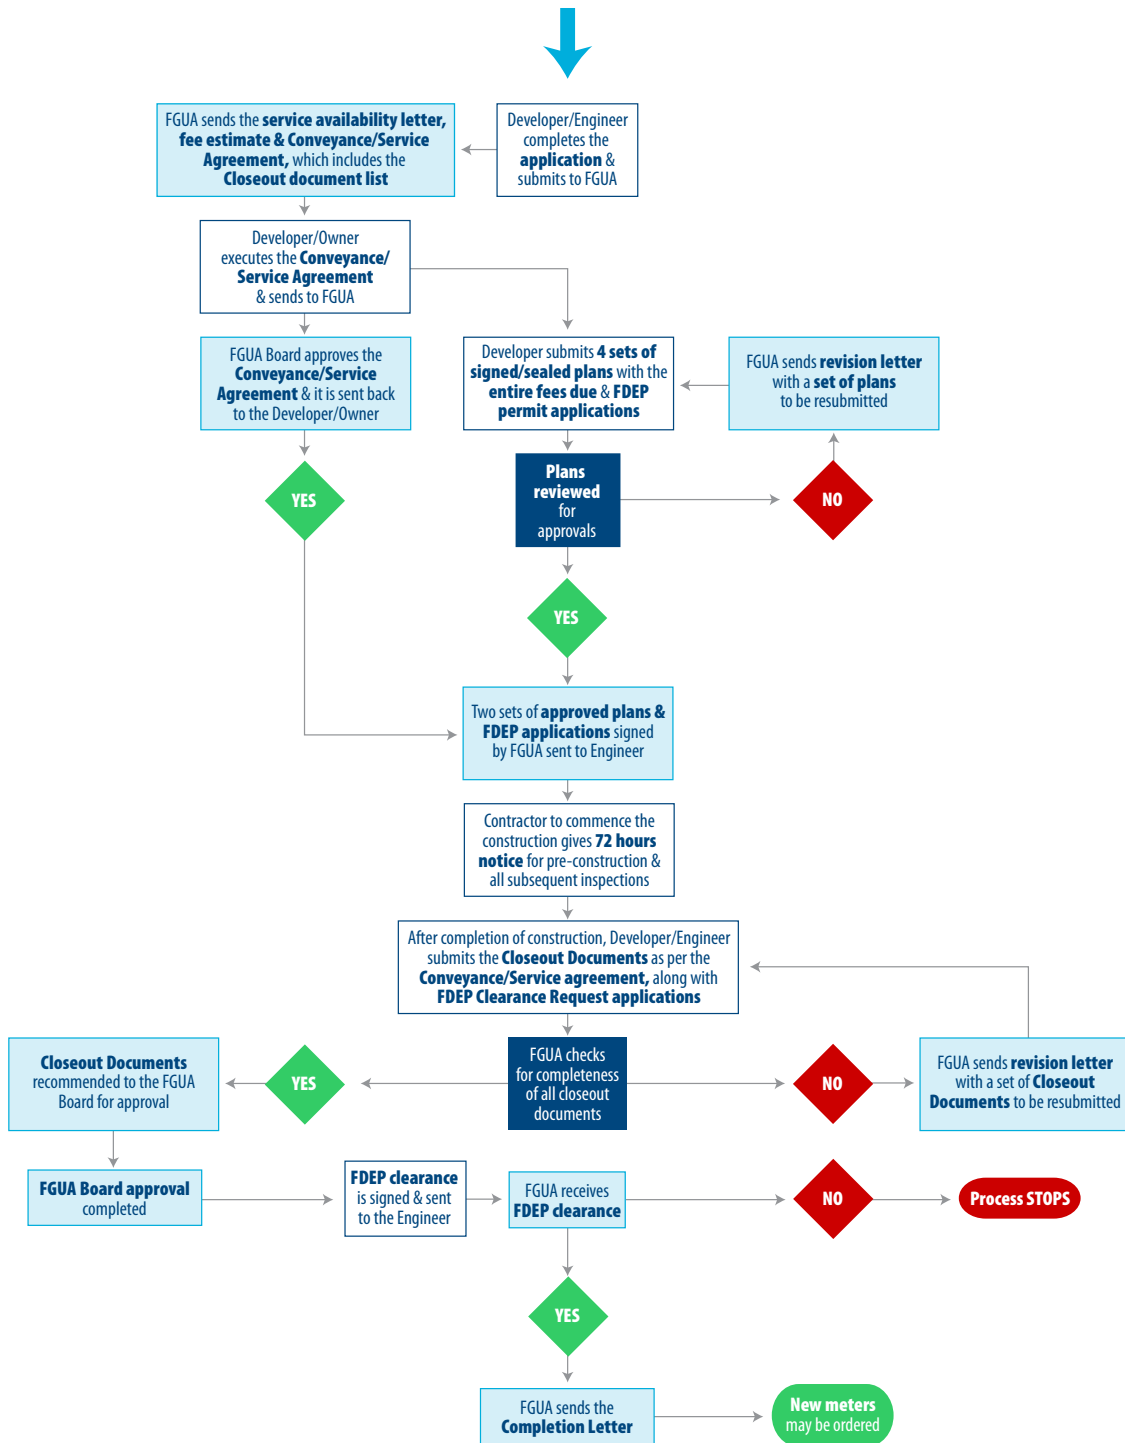 FGUA sends the service availability letter,
fee estimate & Conveyance/Service
Agreement, which includes the
Closeout document list
Developer/Engineer
completes the
application &
submits to FGUA
Developer/Owner
executes the Conveyance/
Service Agreement
& sends to FGUA
FGUA Board approves the
Conveyance/Service
Agreement & it is sent back
to the Developer/Owner
Developer submits 4 sets of
signed/sealed plans with the
entire fees due & FDEP
permit applications
FGUA sends revision letter
with a set of plans
to be resubmitted
YES
Plans
reviewed
for
approvals
NO
YES
Two sets of approved plans &
FDEP applications signed
by FGUA sent to Engineer
Contractor to commence the
construction gives 72 hours
notice for pre-construction &
all subsequent inspections
After completion of construction, Developer/Engineer
submits the Closeout Documents as per the
Conveyance/Service agreement, along with
FDEP Clearance Request applications
Closeout Documents
recommended to the FGUA
Board for approval
YES
FGUA checks
for completeness
of all closeout
documents
NO
FGUA sends revision letter
with a set of Closeout
Documents to be resubmitted
FGUA Board approval
completed
FDEP clearance
is signed & sent
to the Engineer
FGUA receives
FDEP clearance
NO
Process STOPS
YES
FGUA sends the
Completion Letter
New meters
may be ordered